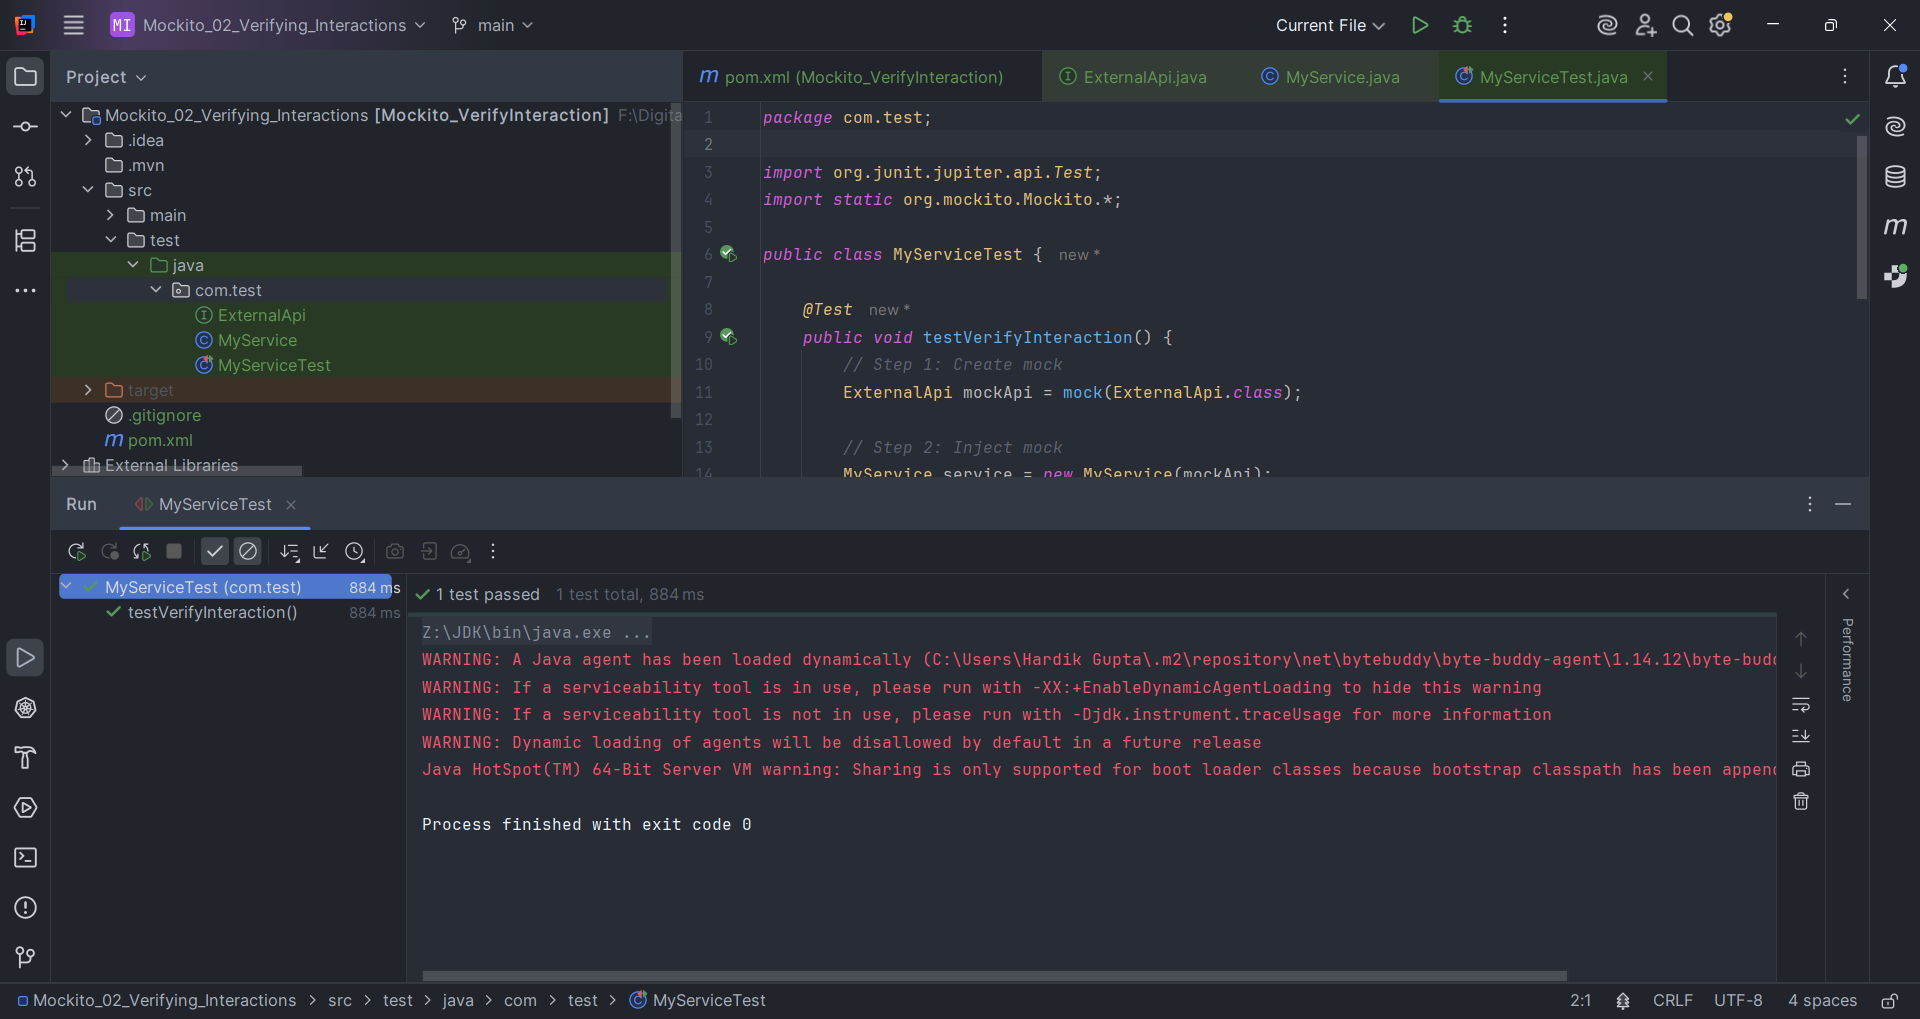 MI Mockito_02_Verifying_Interactions main Current File
Project
pom.xml (Mockito_VerifyInteraction) ExternalApi.java MyService.java MyServiceTest.java
Mockito_02_Verifying_Interactions [Mockito_VerifyInteraction] F:\Digita
.idea
.mvn
src
main
test
java
com.test
ExternalApi
MyService
MyServiceTest
target
.gitignore
pom.xml
External Libraries
1 package com.test;
2
3 import org.junit.jupiter.api.Test;
4 import static org.mockito.Mockito.*;
5
6 public class MyServiceTest { new *
7
8 @Test new *
9 public void testVerifyInteraction() {
10 // Step 1: Create mock
11 ExternalApi mockApi = mock(ExternalApi.class);
12
13 // Step 2: Inject mock
14 MyService service = new MyService(mockApi);
Run MyServiceTest
MyServiceTest (com.test) 884 ms
testVerifyInteraction() 884 ms
1 test passed 1 test total, 884 ms
Z:\JDK\bin\java.exe ...
WARNING: A Java agent has been loaded dynamically (C:\Users\Hardik Gupta\.m2\repository\net\bytebuddy\byte-buddy-agent\1.14.12\byte-budd
WARNING: If a serviceability tool is in use, please run with -XX:+EnableDynamicAgentLoading to hide this warning
WARNING: If a serviceability tool is not in use, please run with -Djdk.instrument.traceUsage for more information
WARNING: Dynamic loading of agents will be disallowed by default in a future release
Java HotSpot(TM) 64-Bit Server VM warning: Sharing is only supported for boot loader classes because bootstrap classpath has been append
Process finished with exit code 0
Performance
Mockito_02_Verifying_Interactions > src > test > java > com > test > MyServiceTest
2:1 CRLF UTF-8 4 spaces